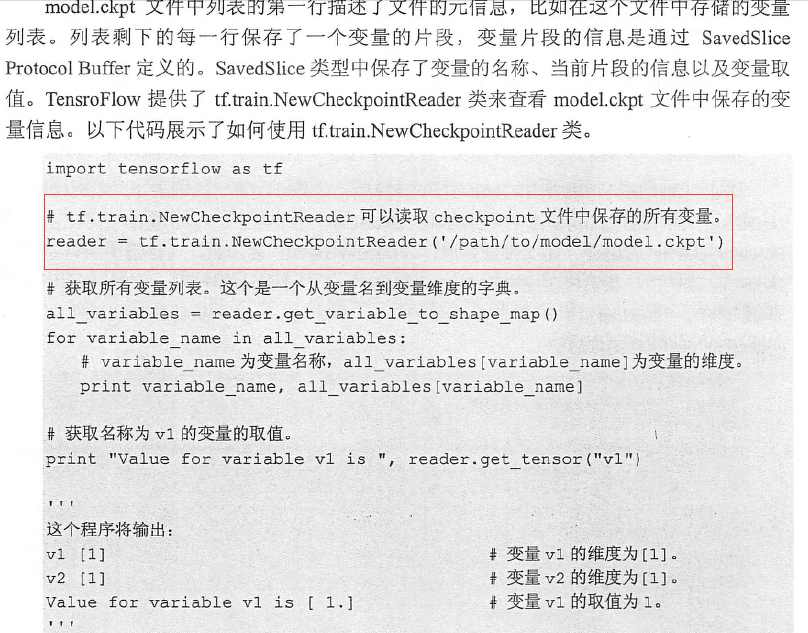 model.ckpt 文件中列表的第一行描述了文件的元信息，比如在这个文件中存储的变量
列表。列表剩下的每一行保存了一个变量的片段，变量片段的信息是通过 SavedSlice
Protocol Buffer 定义的。SavedSlice 类型中保存了变量的名称、当前片段的信息以及变量取
值。TensroFlow 提供了 tf.train.NewCheckpointReader 类来查看 model.ckpt 文件中保存的变
量信息。以下代码展示了如何使用 tf.train.NewCheckpointReader 类。
import tensorflow as tf
# tf.train.NewCheckpointReader 可以读取 checkpoint 文件中保存的所有变量。
reader = tf.train.NewCheckpointReader('/path/to/model/model.ckpt')
# 获取所有变量列表。这个是一个从变量名到变量维度的字典。
all_variables = reader.get_variable_to_shape_map()
for variable_name in all_variables:
# variable_name 为变量名称，all_variables[variable_name]为变量的维度。
print variable_name, all_variables[variable_name]
# 获取名称为 v1 的变量的取值。
print "Value for variable v1 is ", reader.get_tensor("v1")
'''
这个程序将输出：
v1 [1] # 变量 v1 的维度为[1]。
v2 [1] # 变量 v2 的维度为[1]。
Value for variable v1 is [ 1.] # 变量 v1 的取值为 1。
'''